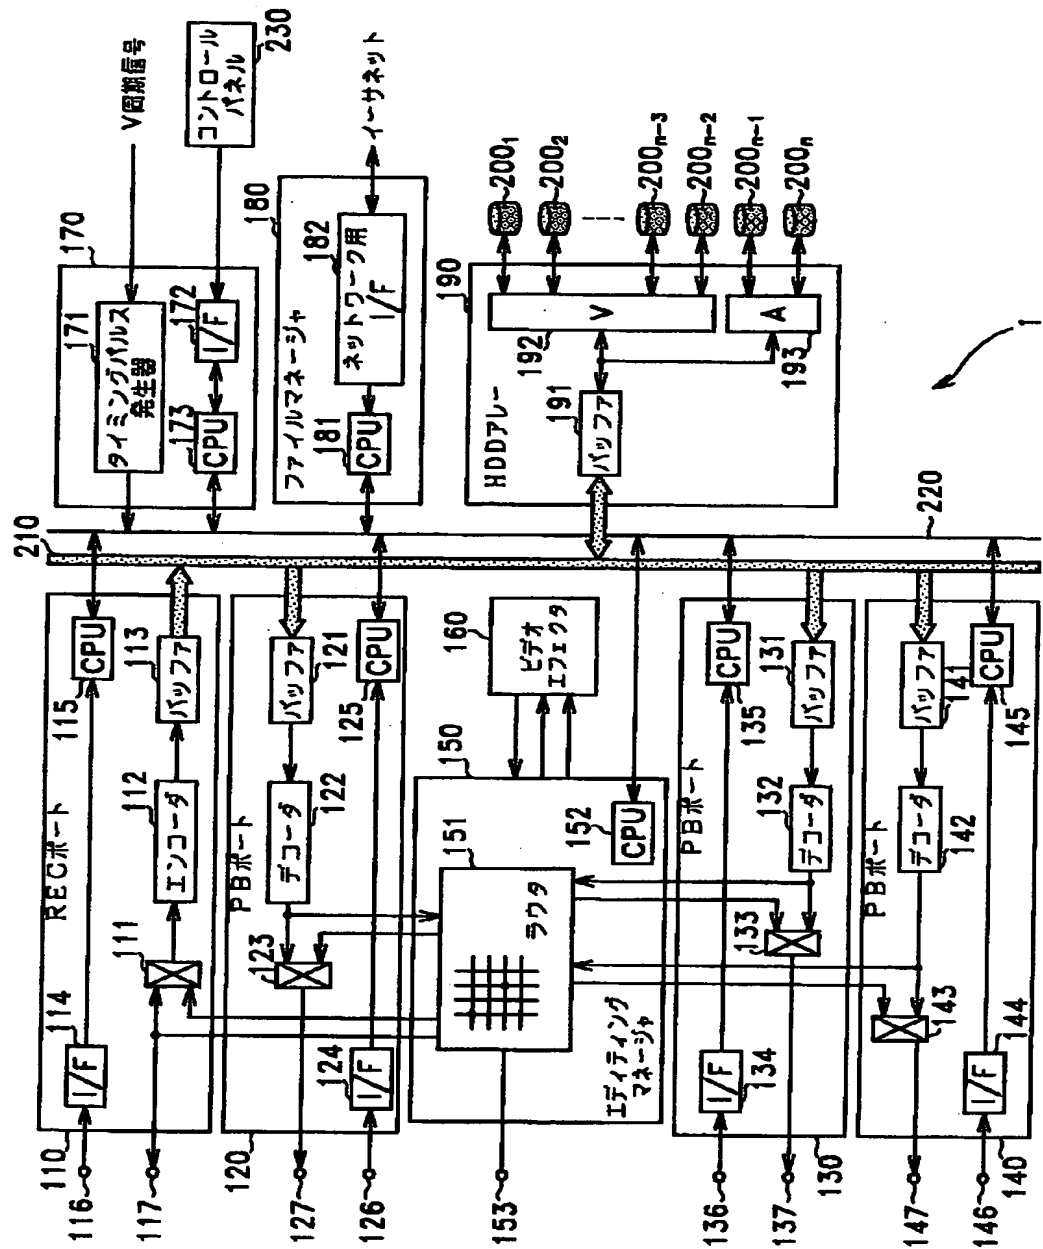 V同期信号
コントロール
パネル
230
170
171
タイミングパルス
発生器
172
I/F
173
CPU
180
ファイルマネージャ
181
CPU
182
ネットワーク用
I/F
イーサネット
190
HDDアレー
191
バッファ
192
V
193
A
200₁
200₂
200ₙ₋₃
200ₙ₋₂
200ₙ₋₁
200ₙ
1
210
220
110
RECポート
111
112
エンコーダ
113
バッファ
114
I/F
115
CPU
116
117
120
PBポート
121
バッファ
122
デコーダ
123
124
I/F
125
CPU
126
127
150
エディティング
マネージャ
151
ラウタ
152
CPU
153
160
ビデオ
エフェクタ
130
PBポート
131
バッファ
132
デコーダ
133
134
I/F
135
CPU
136
137
140
PBポート
141
バッファ
142
デコーダ
143
144
I/F
145
CPU
146
147